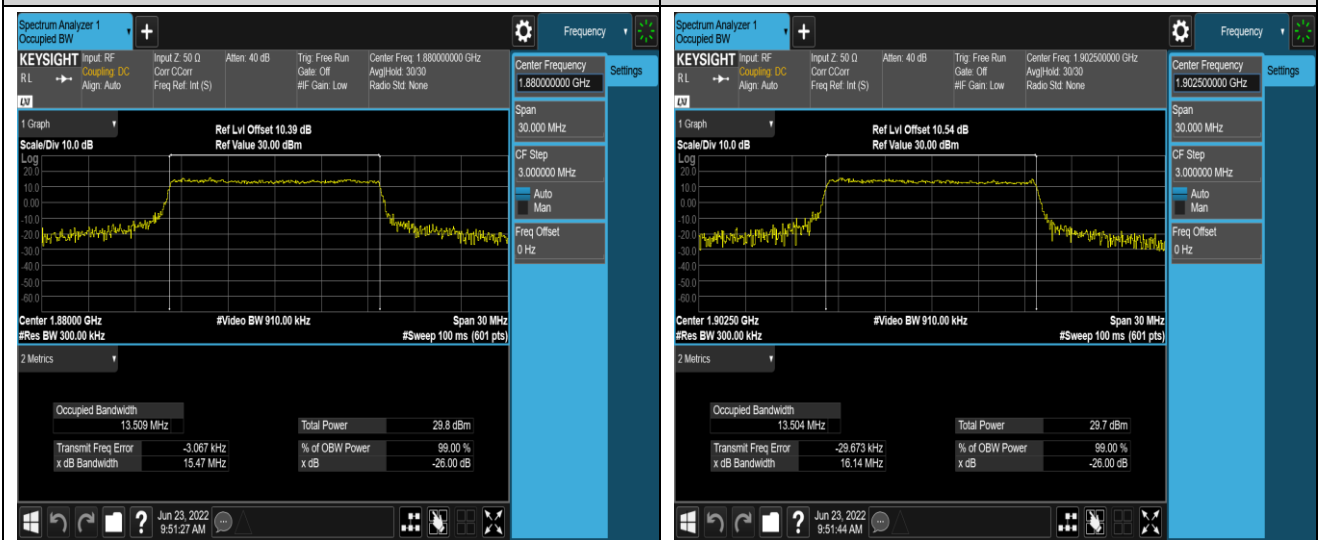 Spectrum Analyzer 1
Occupied BW
+
Frequency
KEYSIGHT
RL
LXI
Input: RF
Coupling: DC
Align: Auto
Input Z: 50 Ω
Corr CCorr
Freq Ref: Int (S)
Atten: 40 dB
Trig: Free Run
Gate: Off
#IF Gain: Low
Center Freq: 1.880000000 GHz
Avg|Hold: 30/30
Radio Std: None
Center Frequency
1.880000000 GHz
Settings
Span
30.000 MHz
CF Step
3.000000 MHz
Auto
Man
Freq Offset
0 Hz
1 Graph
Scale/Div 10.0 dB
Ref Lvl Offset 10.39 dB
Ref Value 30.00 dBm
Log
20.0
10.0
0.00
-10.0
-20.0
-30.0
-40.0
-50.0
-60.0
Center 1.88000 GHz
#Video BW 910.00 kHz
Span 30 MHz
#Res BW 300.00 kHz
#Sweep 100 ms (601 pts)
2 Metrics
Occupied Bandwidth
13.509 MHz
Total Power 29.8 dBm
Transmit Freq Error -3.067 kHz
% of OBW Power 99.00 %
x dB Bandwidth 15.47 MHz
x dB -26.00 dB
?
Jun 23, 2022
9:51:27 AM
Spectrum Analyzer 1
Occupied BW
+
Frequency
KEYSIGHT
RL
LXI
Input: RF
Coupling: DC
Align: Auto
Input Z: 50 Ω
Corr CCorr
Freq Ref: Int (S)
Atten: 40 dB
Trig: Free Run
Gate: Off
#IF Gain: Low
Center Freq: 1.902500000 GHz
Avg|Hold: 30/30
Radio Std: None
Center Frequency
1.902500000 GHz
Settings
Span
30.000 MHz
CF Step
3.000000 MHz
Auto
Man
Freq Offset
0 Hz
1 Graph
Scale/Div 10.0 dB
Ref Lvl Offset 10.54 dB
Ref Value 30.00 dBm
Log
20.0
10.0
0.00
-10.0
-20.0
-30.0
-40.0
-50.0
-60.0
Center 1.90250 GHz
#Video BW 910.00 kHz
Span 30 MHz
#Res BW 300.00 kHz
#Sweep 100 ms (601 pts)
2 Metrics
Occupied Bandwidth
13.504 MHz
Total Power 29.7 dBm
Transmit Freq Error -29.673 kHz
% of OBW Power 99.00 %
x dB Bandwidth 16.14 MHz
x dB -26.00 dB
?
Jun 23, 2022
9:51:44 AM